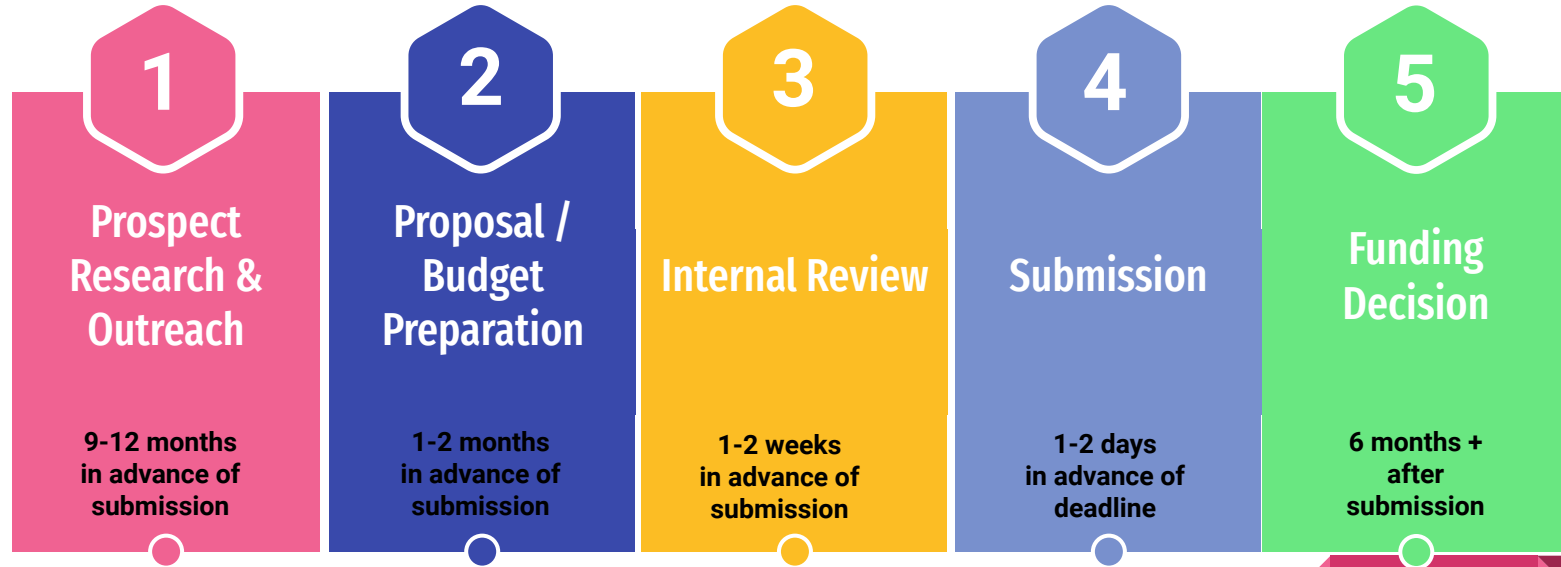 1
Prospect
Research &
Outreach
9-12 months
in advance of
submission
2
Proposal /
Budget
Preparation
1-2 months
in advance of
submission
3
Internal Review
1-2 weeks
in advance of
submission
4
Submission
1-2 days
in advance of
deadline
5
Funding
Decision
6 months +
after
submission